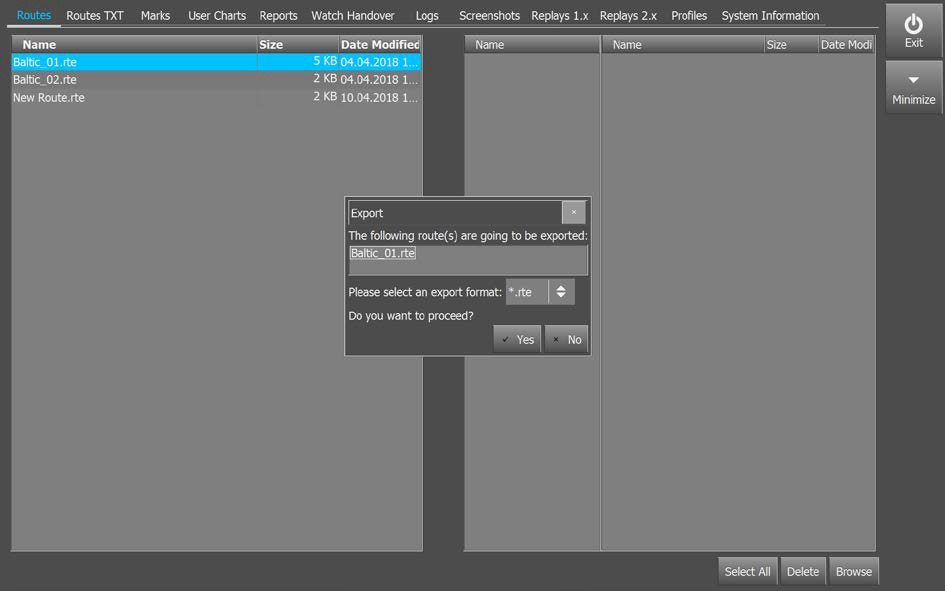 Routes Routes TXT Marks User Charts Reports Watch Handover Logs Screenshots Replays 1.x Replays 2.x Profiles System Information
Exit
Minimize
Name Size Date Modified
Baltic_01.rte 5 KB 04.04.2018 1...
Baltic_02.rte 2 KB 04.04.2018 1...
New Route.rte 2 KB 10.04.2018 1...
Name Name Size Date Modi
Export
The following route(s) are going to be exported:
Baltic_01.rte
Please select an export format: *.rte
Do you want to proceed?
Yes No
Select All Delete Browse